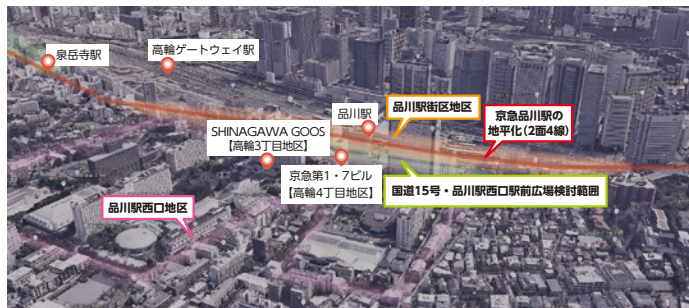 泉岳寺駅
高輪ゲートウェイ駅
品川駅
品川駅街区地区
京急品川駅の
地平化（2面4線）
SHINAGAWA GOOS
【高輪3丁目地区】
京急第1・7ビル
【高輪4丁目地区】
国道15号・品川駅西口駅前広場検討範囲
品川駅西口地区